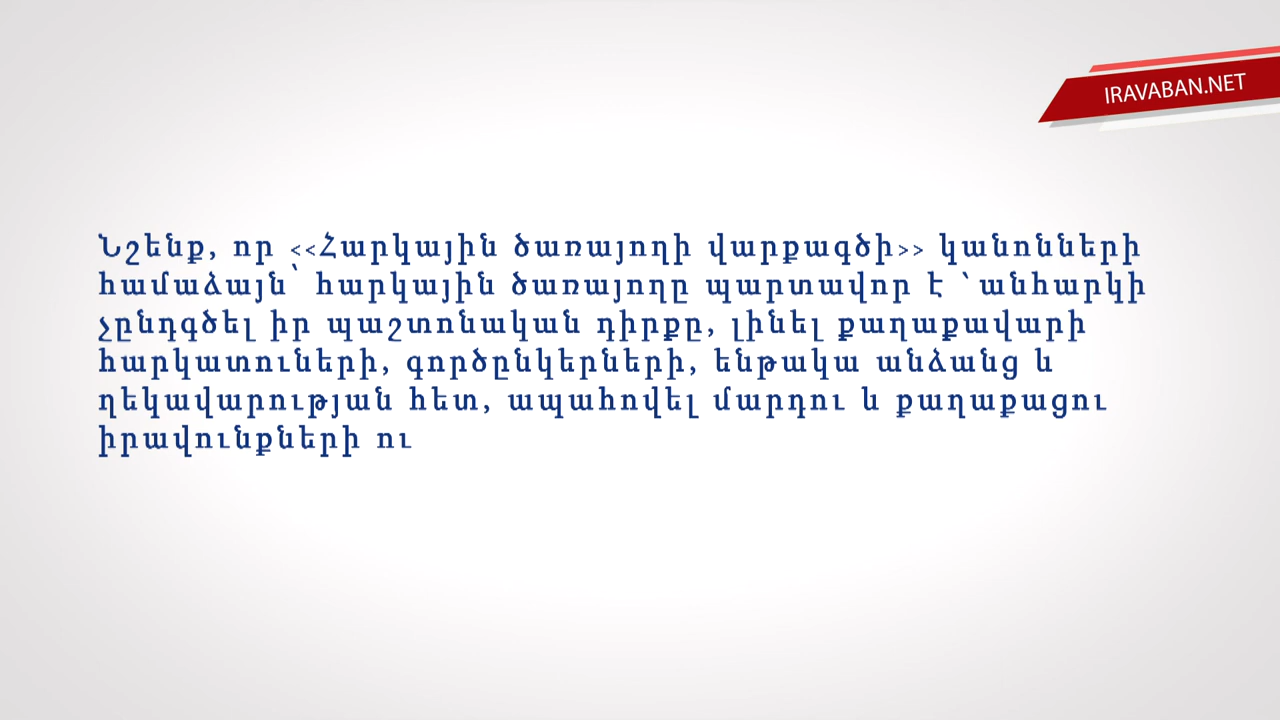 IRAVABAN.NET
Նշենք, որ <<Հարկային ծառայողի վարքագծի>> կանոնների
համաձայն՝ հարկային ծառայողը պարտավոր է ՝անհարկի
չընդգծել իր պաշտոնական դիրքը, լինել քաղաքավարի
հարկատուների, գործընկերների, ենթակա անձանց և
ղեկավարության հետ, ապահովել մարդու և քաղաքացու
իրավունքների ու